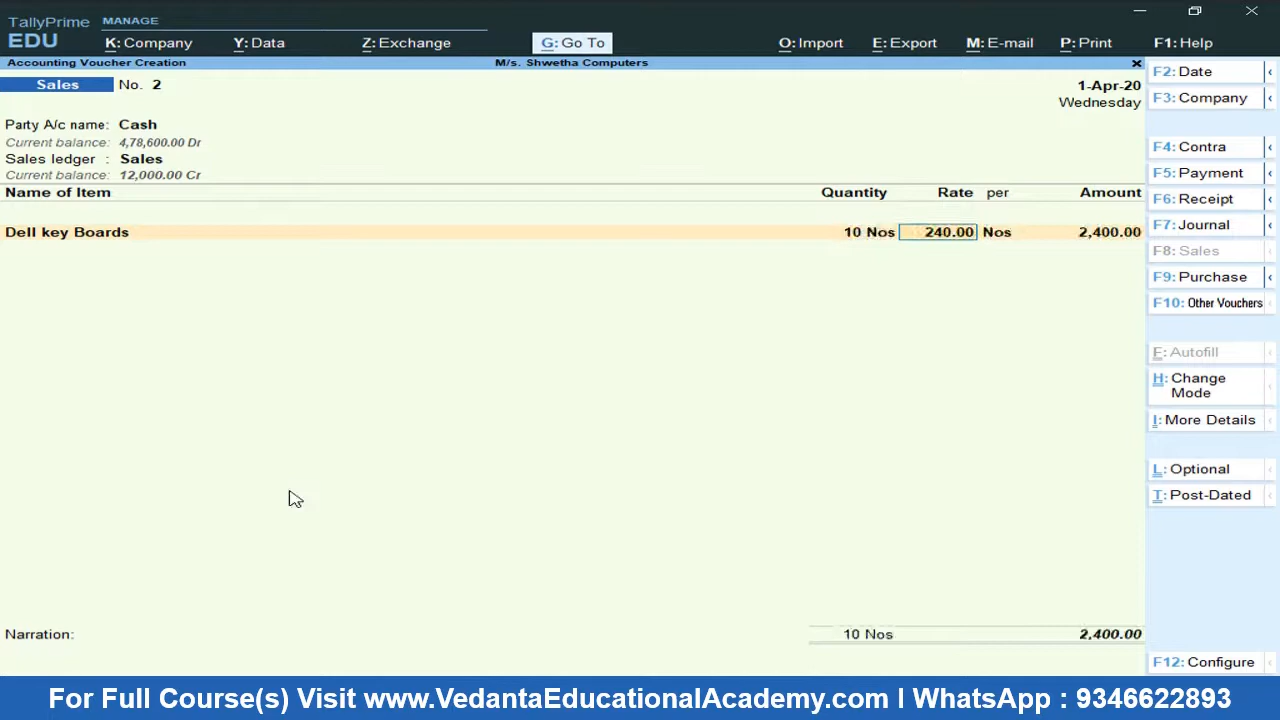 TallyPrime MANAGE
EDU K: Company Y: Data Z: Exchange G: Go To O: Import E: Export M: E-mail P: Print F1: Help
Accounting Voucher Creation M/s. Shwetha Computers
Sales No. 2 1-Apr-20
Wednesday
Party A/c name: Cash
Current balance: 4,78,600.00 Dr
Sales ledger : Sales
Current balance: 12,000.00 Cr
Name of Item Quantity Rate per Amount
Dell key Boards 10 Nos 240.00 Nos 2,400.00
Narration: 10 Nos 2,400.00
F2: Date
F3: Company
F4: Contra
F5: Payment
F6: Receipt
F7: Journal
F8: Sales
F9: Purchase
F10: Other Vouchers
E: Autofill
H: Change
Mode
I: More Details
L: Optional
T: Post-Dated
F12: Configure
For Full Course(s) Visit www.VedantaEducationalAcademy.com I WhatsApp : 9346622893